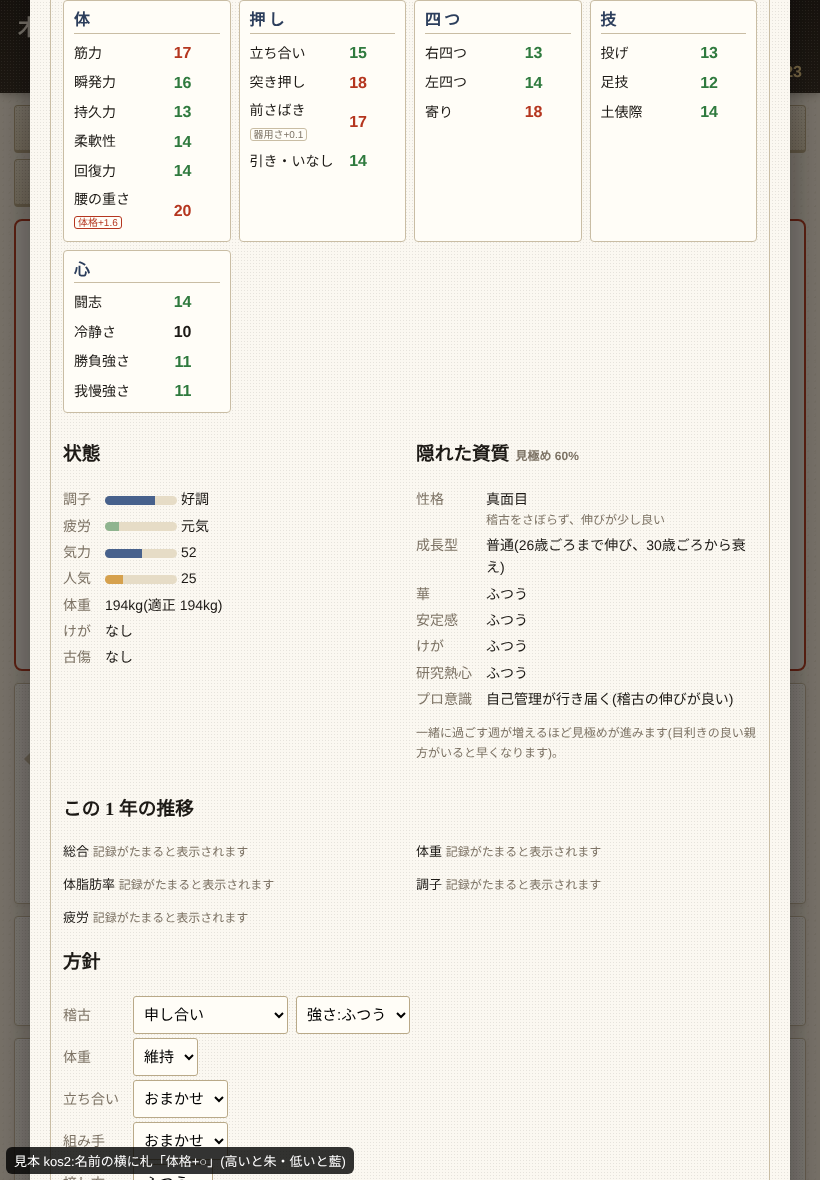 体
筋力 17
瞬発力 16
持久力 13
柔軟性 14
回復力 14
腰の重さ 20
体格+1.6
押し
立ち合い 15
突き押し 18
前さばき 17
器用さ+0.1
引き・いなし 14
四つ
右四つ 13
左四つ 14
寄り 18
技
投げ 13
足技 12
土俵際 14
心
闘志 14
冷静さ 10
勝負強さ 11
我慢強さ 11
状態
調子 好調
疲労 元気
気力 52
人気 25
体重 194kg(適正 194kg)
けが なし
古傷 なし
隠れた資質 見極め 60%
性格 真面目
稽古をさぼらず、伸びが少し良い
成長型 普通(26歳ごろまで伸び、30歳ごろから衰
え)
華 ふつう
安定感 ふつう
けが ふつう
研究熱心 ふつう
プロ意識 自己管理が行き届く(稽古の伸びが良い)
一緒に過ごす週が増えるほど見極めが進みます(目利きの良い親
方がいると早くなります)。
この 1 年の推移
総合 記録がたまると表示されます
体重 記録がたまると表示されます
体脂肪率 記録がたまると表示されます
調子 記録がたまると表示されます
疲労 記録がたまると表示されます
方針
稽古 申し合い 強さ:ふつう
体重 維持
立ち合い おまかせ
組み手 おまかせ
見本 kos2:名前の横に札「体格+○」(高いと朱・低いと藍)